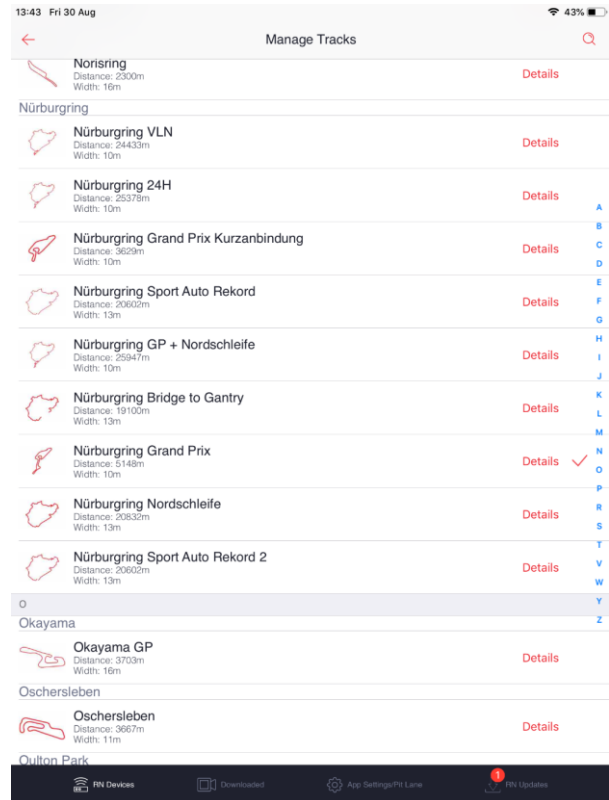 13:43 Fri 30 Aug 43%
Manage Tracks
Norisring
Distance: 2300m
Width: 16m
Details
Nürburgring
Nürburgring VLN
Distance: 24433m
Width: 10m
Details
Nürburgring 24H
Distance: 25378m
Width: 10m
Details
Nürburgring Grand Prix Kurzanbindung
Distance: 3629m
Width: 10m
Details
Nürburgring Sport Auto Rekord
Distance: 20602m
Width: 13m
Details
Nürburgring GP + Nordschleife
Distance: 25947m
Width: 10m
Details
Nürburgring Bridge to Gantry
Distance: 19100m
Width: 13m
Details
Nürburgring Grand Prix
Distance: 5148m
Width: 10m
Details
Nürburgring Nordschleife
Distance: 20832m
Width: 13m
Details
Nürburgring Sport Auto Rekord 2
Distance: 20602m
Width: 13m
Details
O
Okayama
Okayama GP
Distance: 3703m
Width: 16m
Details
Oschersleben
Oschersleben
Distance: 3667m
Width: 11m
Details
Oulton Park
A
B
C
D
E
F
G
H
I
J
K
L
M
N
O
P
R
S
T
V
W
Y
Z
RN Devices
Downloaded
App Settings/Pit Lane
1
RN Updates